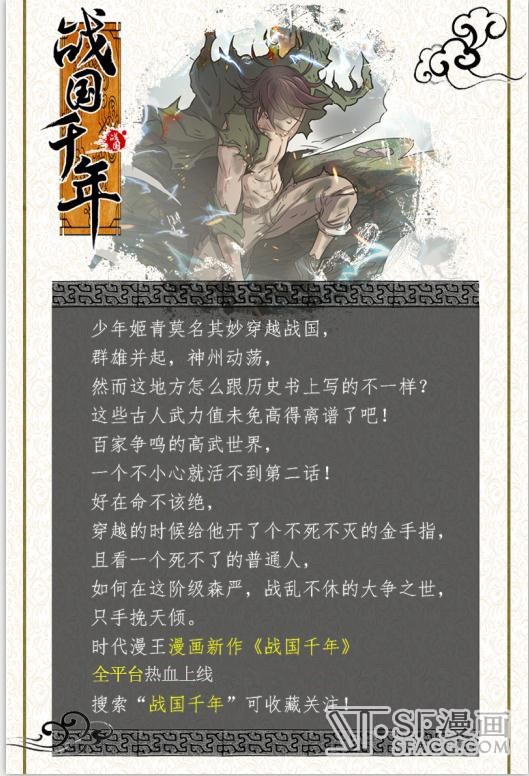 战国千年
战国
少年姬青莫名其妙穿越战国，
群雄并起，神州动荡，
然而这地方怎么跟历史书上写的不一样？
这些古人武力值未免高得离谱了吧！
百家争鸣的高武世界，
一个不小心就活不到第二话！
好在命不该绝，
穿越的时候给他开了个不死不灭的金手指，
且看一个死不了的普通人，
如何在这阶级森严，战乱不休的大争之世，
只手挽天倾。
时代漫王漫画新作《战国千年》
全平台热血上线
搜索“战国千年”可收藏关注！
SF漫画
SFACG.COM